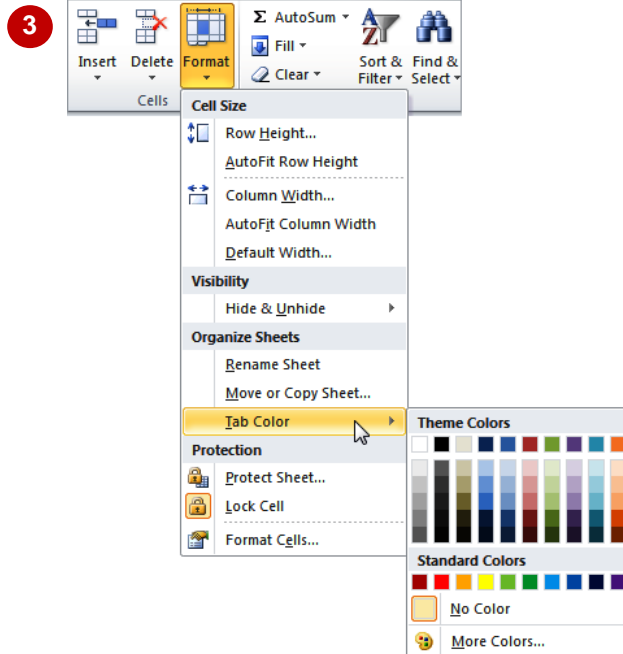 3
Σ AutoSum
Fill
Clear
Insert Delete Format
Sort & Filter
Find & Select
Cells
Cell Size
Row Height...
AutoFit Row Height
Column Width...
AutoFit Column Width
Default Width...
Visibility
Hide & Unhide
Organize Sheets
Rename Sheet
Move or Copy Sheet...
Tab Color
Protection
Protect Sheet...
Lock Cell
Format Cells...
Theme Colors
Standard Colors
No Color
More Colors...